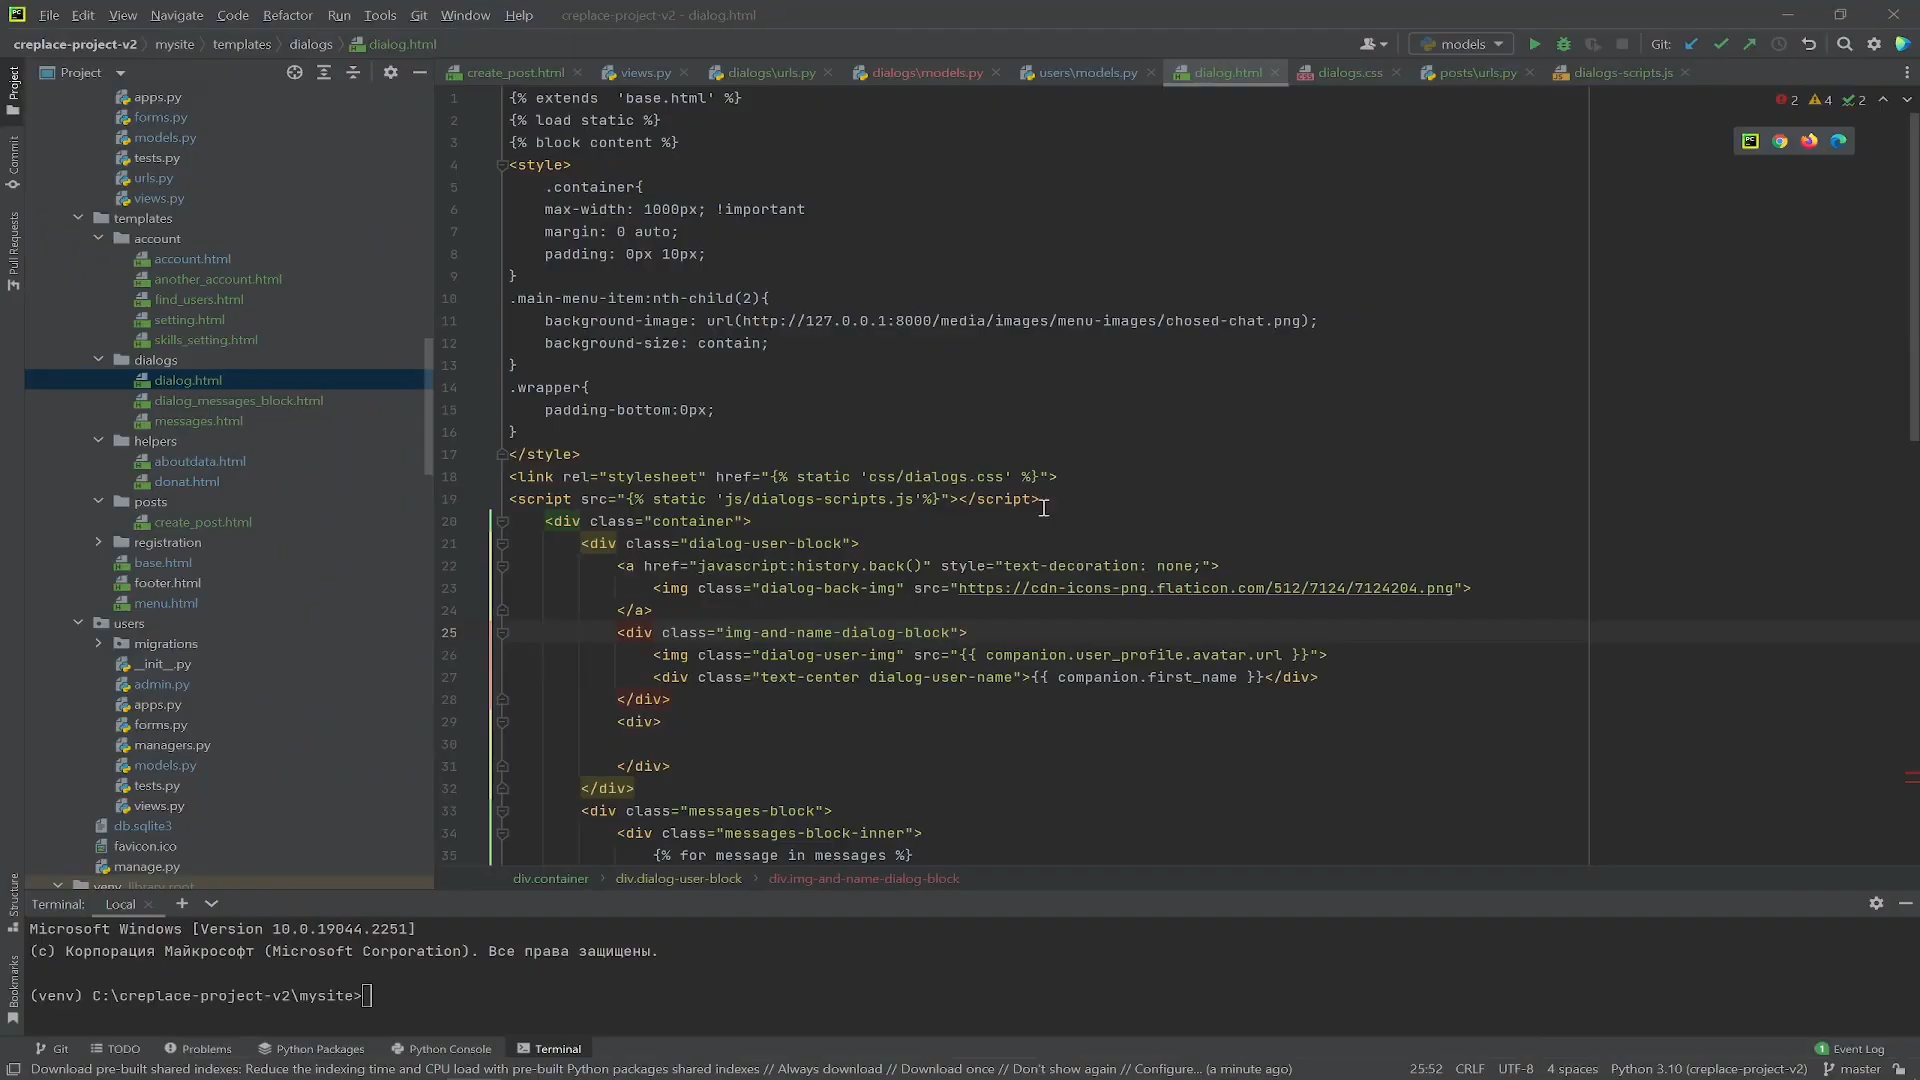 File Edit View Navigate Code Refactor Run Tools Git Window Help creplace-project-v2 - dialog.html
creplace-project-v2 mysite templates dialogs dialog.html
models Git:
Project
create_post.html views.py dialogs\urls.py dialogs\models.py users\models.py dialog.html dialogs.css posts\urls.py dialogs-scripts.js
Project
Commit
Pull Requests
Structure
Bookmarks
apps.py
forms.py
models.py
tests.py
urls.py
views.py
templates
account
account.html
another_account.html
find_users.html
setting.html
skills_setting.html
dialogs
dialog.html
dialog_messages_block.html
messages.html
helpers
aboutdata.html
donat.html
posts
create_post.html
registration
base.html
footer.html
menu.html
users
migrations
__init__.py
admin.py
apps.py
forms.py
managers.py
models.py
tests.py
views.py
db.sqlite3
favicon.ico
manage.py
venv library root
2 4 2
1 {% extends  'base.html' %}
2 {% load static %}
3 {% block content %}
4 <style>
5 .container{
6 max-width: 1000px; !important
7 margin: 0 auto;
8 padding: 0px 10px;
9 }
10 .main-menu-item:nth-child(2){
11 background-image: url(http://127.0.0.1:8000/media/images/menu-images/chosed-chat.png);
12 background-size: contain;
13 }
14 .wrapper{
15 padding-bottom:0px;
16 }
17 </style>
18 <link rel="stylesheet" href="{% static 'css/dialogs.css' %}">
19 <script src="{% static 'js/dialogs-scripts.js'%}"></script>
20 <div class="container">
21 <div class="dialog-user-block">
22 <a href="javascript:history.back()" style="text-decoration: none;">
23 <img class="dialog-back-img" src="https://cdn-icons-png.flaticon.com/512/7124/7124204.png">
24 </a>
25 <div class="img-and-name-dialog-block">
26 <img class="dialog-user-img" src="{{ companion.user_profile.avatar.url }}">
27 <div class="text-center dialog-user-name">{{ companion.first_name }}</div>
28 </div>
29 <div>
30
31 </div>
32 </div>
33 <div class="messages-block">
34 <div class="messages-block-inner">
35 {% for message in messages %}
div.container div.dialog-user-block div.img-and-name-dialog-block
Terminal: Local
Microsoft Windows [Version 10.0.19044.2251]
(c) Корпорация Майкрософт (Microsoft Corporation). Все права защищены.
(venv) C:\creplace-project-v2\mysite>
Git TODO Problems Python Packages Python Console Terminal 1 Event Log
Download pre-built shared indexes: Reduce the indexing time and CPU load with pre-built Python packages shared indexes // Always download // Download once // Don't show again // Configure... (a minute ago) 25:52 CRLF UTF-8 4 spaces Python 3.10 (creplace-project-v2) master